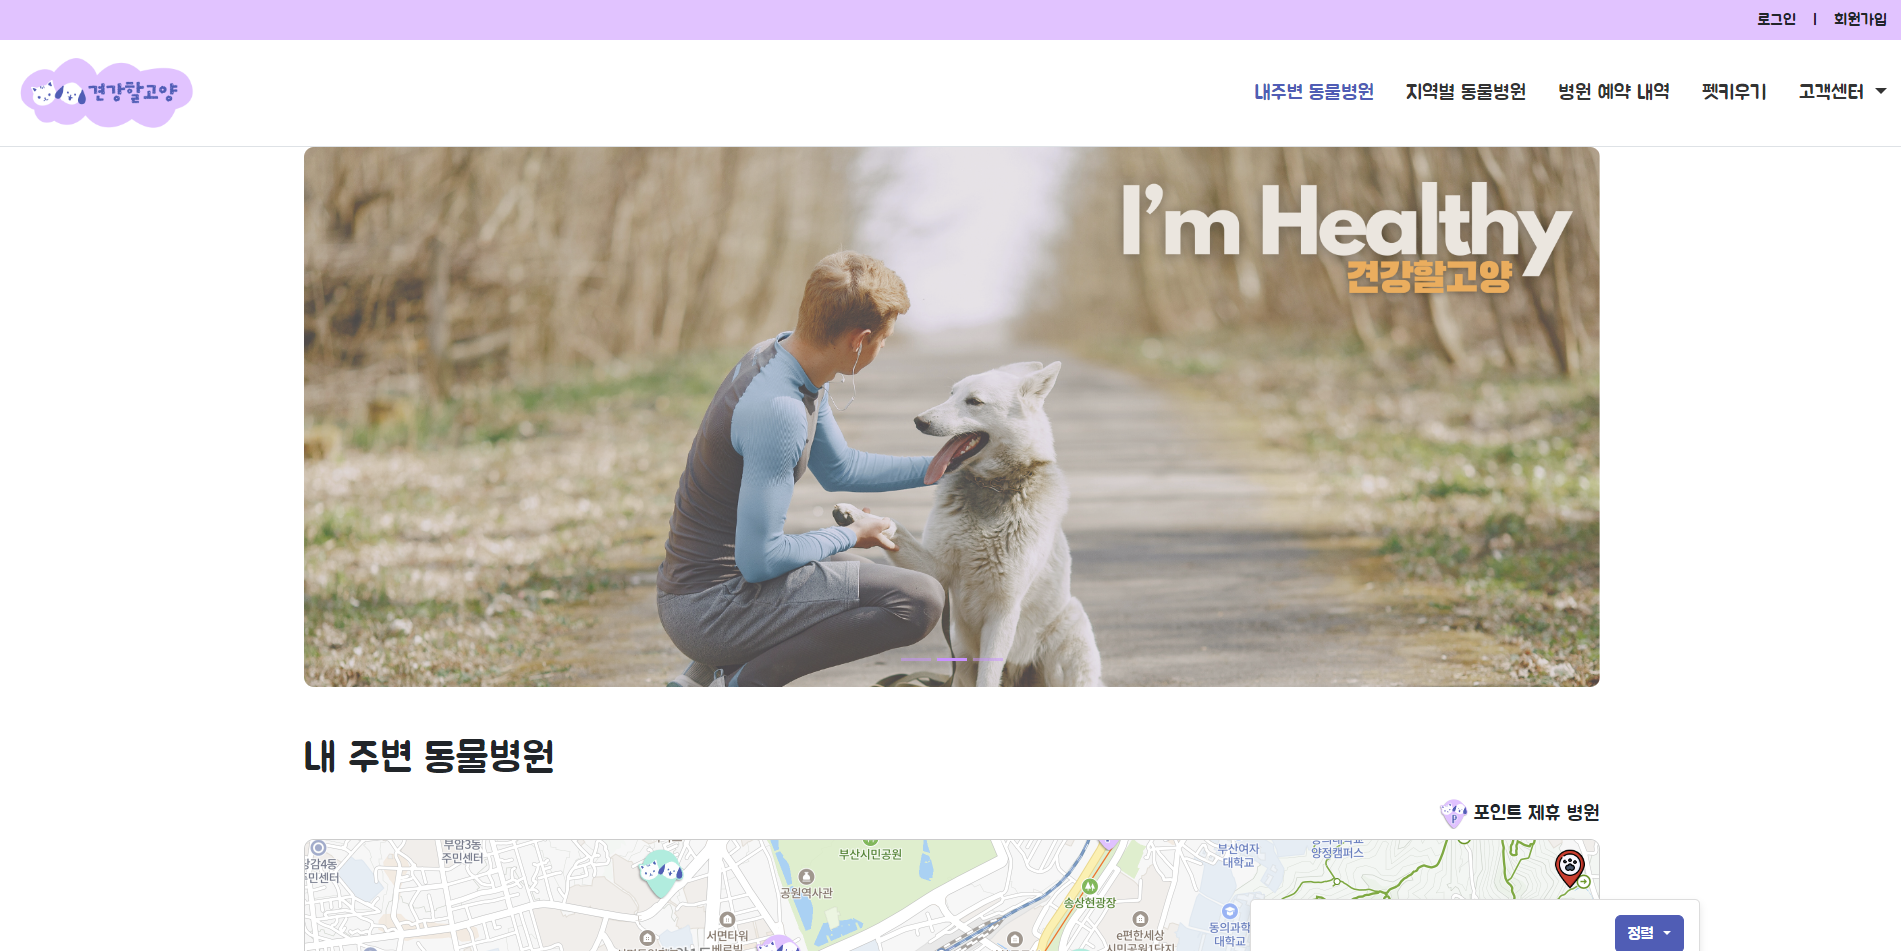 로그인 | 회원가입
견강할고양
내주변 동물병원 지역별 동물병원 병원 예약 내역 펫키우기 고객센터
I'm Healthy
견강할고양
내 주변 동물병원
P 포인트 제휴 병원
부암3동
주민센터
당감4동
주민센터
부산시민공원
공원역사관
부산여자
대학교
양정캠퍼스
송상현광장
동의과학
대학교
서면타워
e편한세상
시민공원1단지
정렬